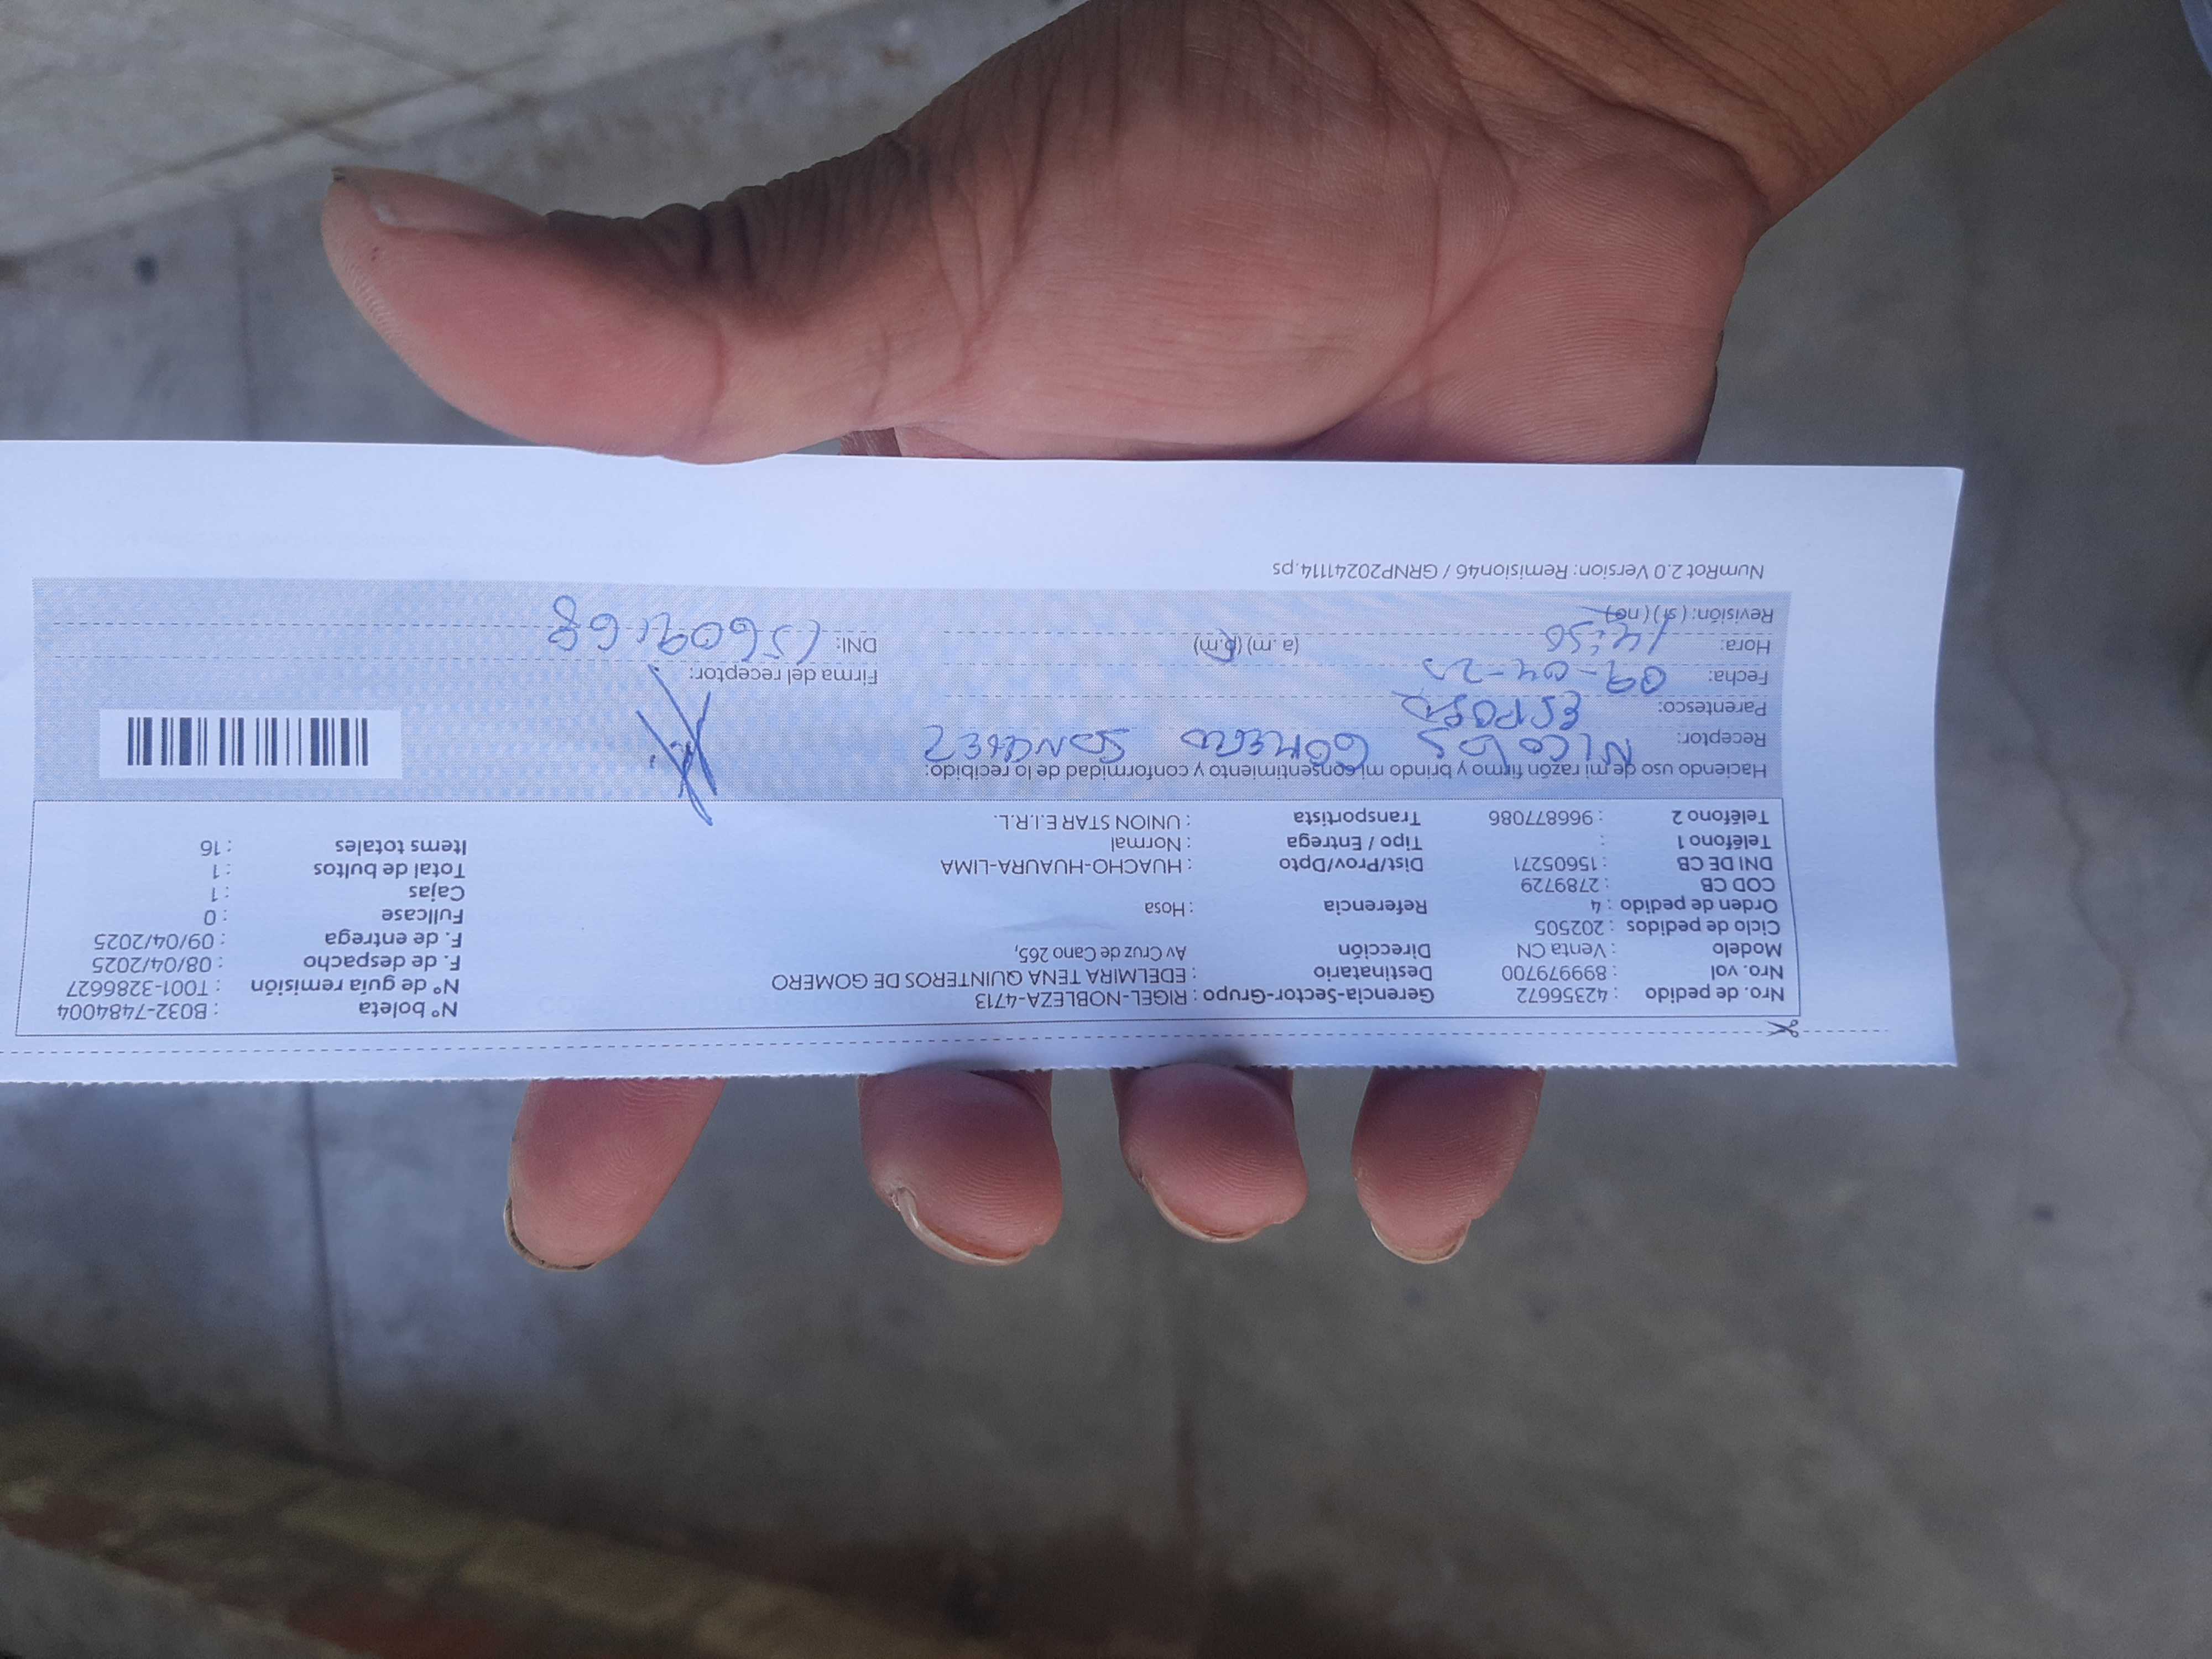 Nro. de pedido : 42356672 Gerencia-Sector-Grupo : RIGEL-NOBLEZA-4713 N° boleta : B032-7484004
Nro. vol : 899979700 Destinatario : EDELMIRA TENA QUINTEROS DE GOMERO N° de guía remisión : T001-3286627
Modelo : Venta CN Dirección Av Cruz de Cano 265, F. de despacho : 08/04/2025
Ciclo de pedidos : 202505 F. de entrega : 09/04/2025
Orden de pedido : 4 Referencia : Hosa Fullcase : 0
COD CB : 2789729 Cajas : 1
DNI DE CB : 15605271 Dist/Prov/Dpto : HUACHO-HUAURA-LIMA Total de bultos : 1
Teléfono 1 : Tipo / Entrega : Normal Items totales : 16
Teléfono 2 : 966877086 Transportista : UNION STAR E.I.R.L.
Haciendo uso de mi razón firmo y brindo mi consentimiento y conformidad de lo recibido:
Receptor: NICOLOS GOMERO SANCHEZ
Parentesco: ESPOSO
Fecha: 09-04-25 Firma del receptor:
Hora: 14:50 (a.m) (p.m) DNI: 15609168
Revisión: (sí) (no)
NumRot 2.0 Version: Remision46 / GRNP20241114.ps